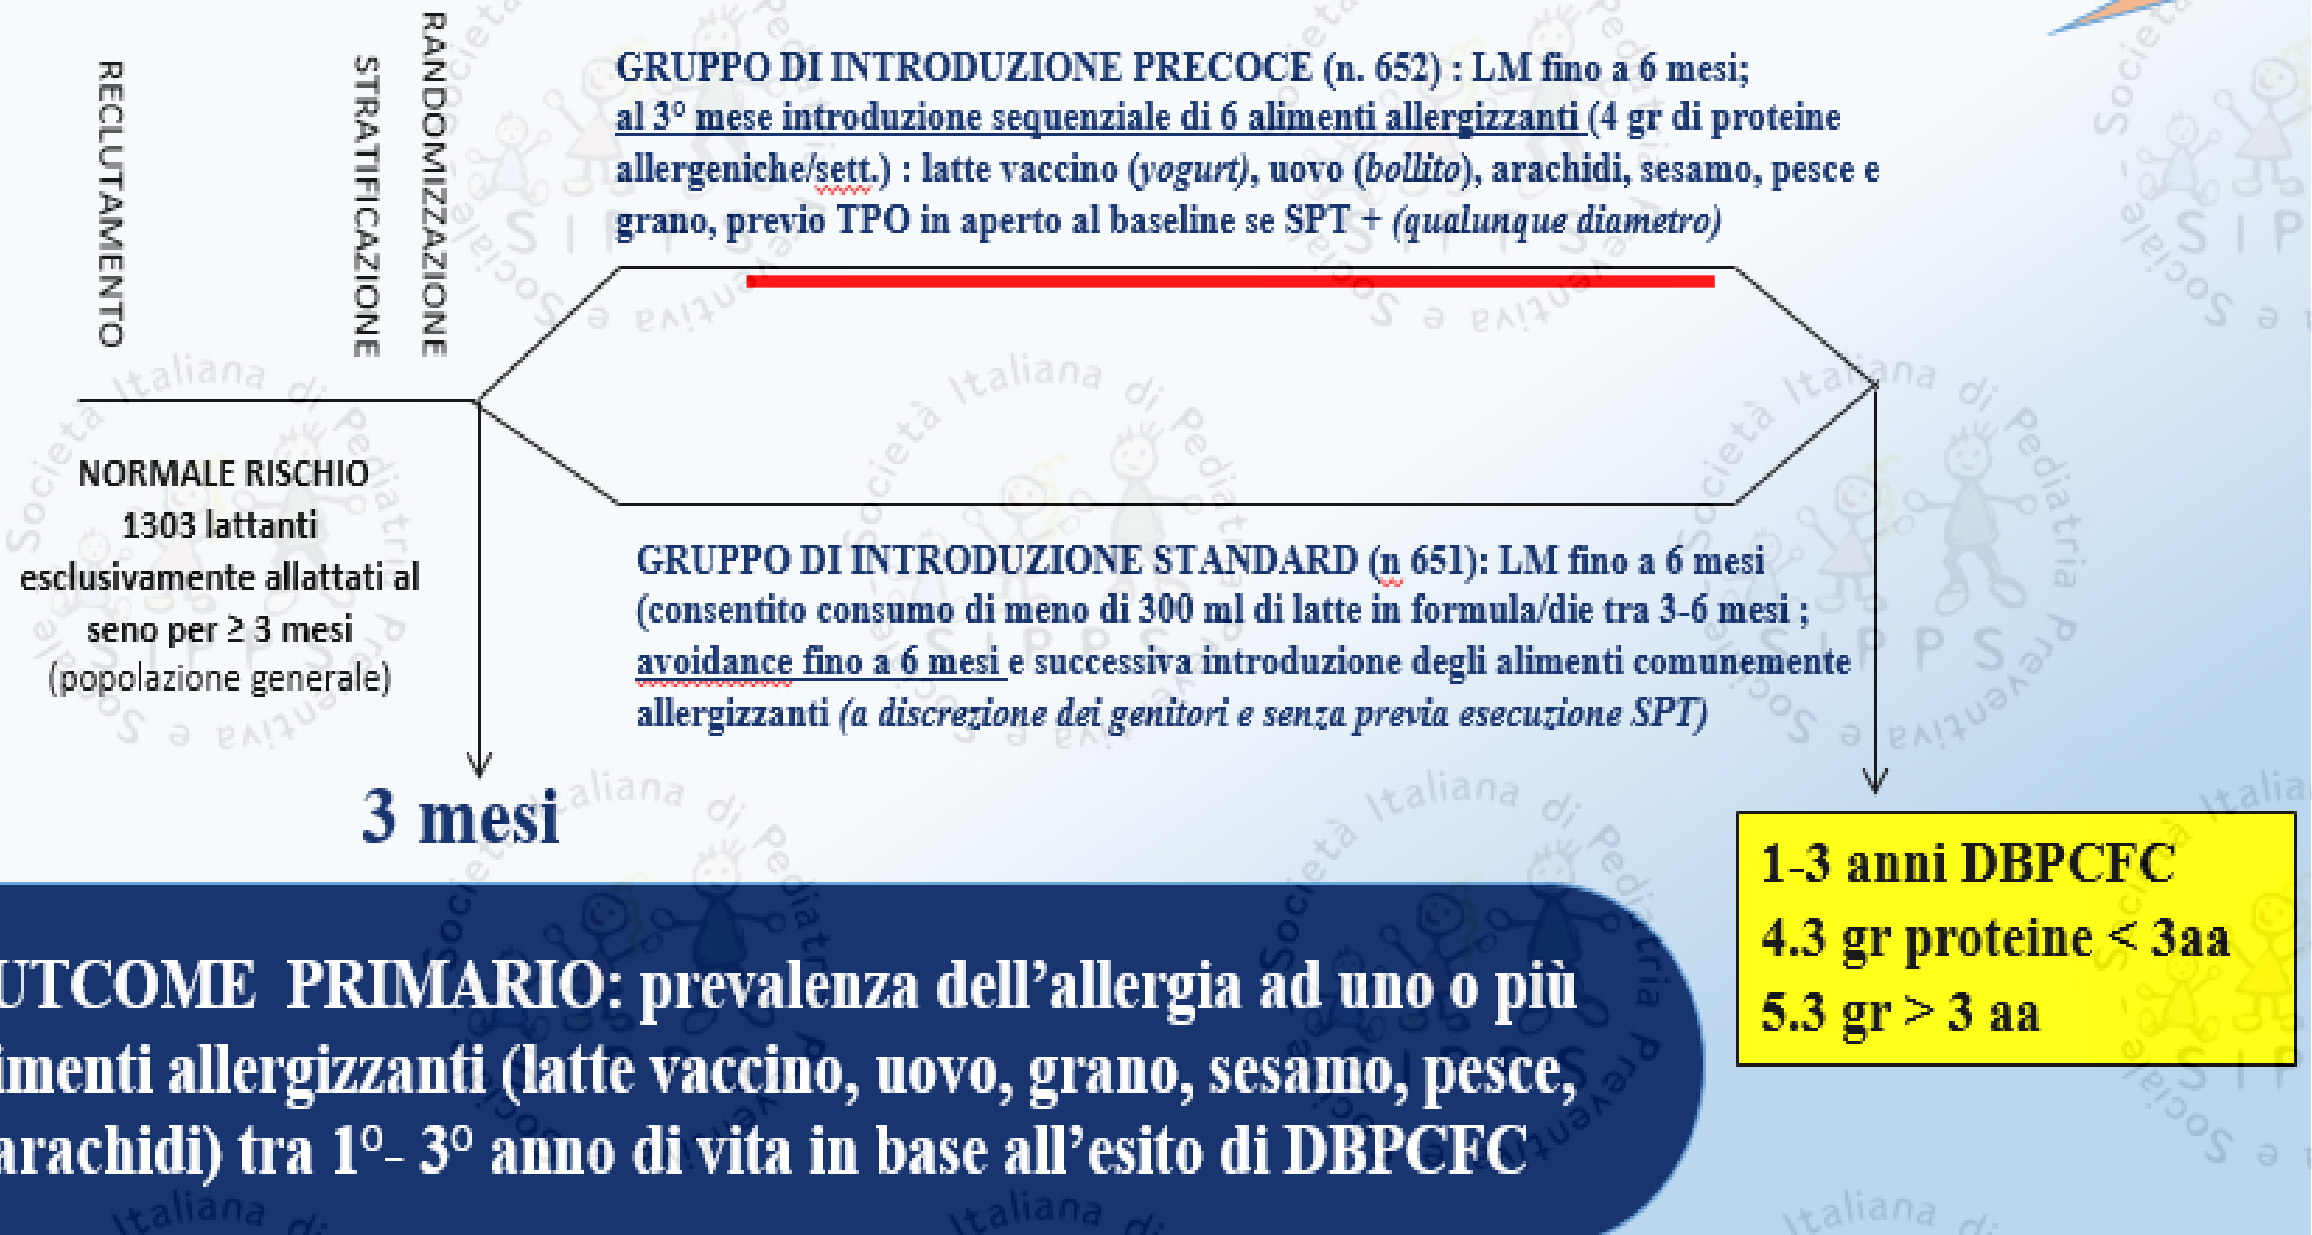 RECLUTAMENTO
STRATIFICAZIONE
RANDOMIZZAZIONE
GRUPPO DI INTRODUZIONE PRECOCE (n. 652) : LM fino a 6 mesi;
al 3° mese introduzione sequenziale di 6 alimenti allergizzanti (4 gr di proteine
allergeniche/sett.) : latte vaccino (yogurt), uovo (bollito), arachidi, sesamo, pesce e
grano, previo TPO in aperto al baseline se SPT + (qualunque diametro)
NORMALE RISCHIO
1303 lattanti
esclusivamente allattati al
seno per ≥ 3 mesi
(popolazione generale)
GRUPPO DI INTRODUZIONE STANDARD (n 651): LM fino a 6 mesi
(consentito consumo di meno di 300 ml di latte in formula/die tra 3-6 mesi ;
avoidance fino a 6 mesi e successiva introduzione degli alimenti comunemente
allergizzanti (a discrezione dei genitori e senza previa esecuzione SPT)
3 mesi
1-3 anni DBPCFC
4.3 gr proteine < 3aa
5.3 gr > 3 aa
UTCOME PRIMARIO: prevalenza dell'allergia ad uno o più
imenti allergizzanti (latte vaccino, uovo, grano, sesamo, pesce,
arachidi) tra 1°- 3° anno di vita in base all'esito di DBPCFC
Società Italiana di Pediatria Preventiva e Sociale
SIPPS